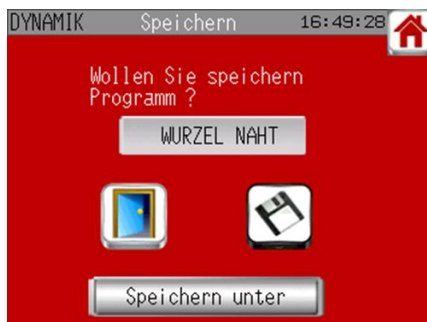 DYNAMIK Speichern 16:49:28
Wollen Sie speichern
Programm ?
WURZEL NAHT
Speichern unter